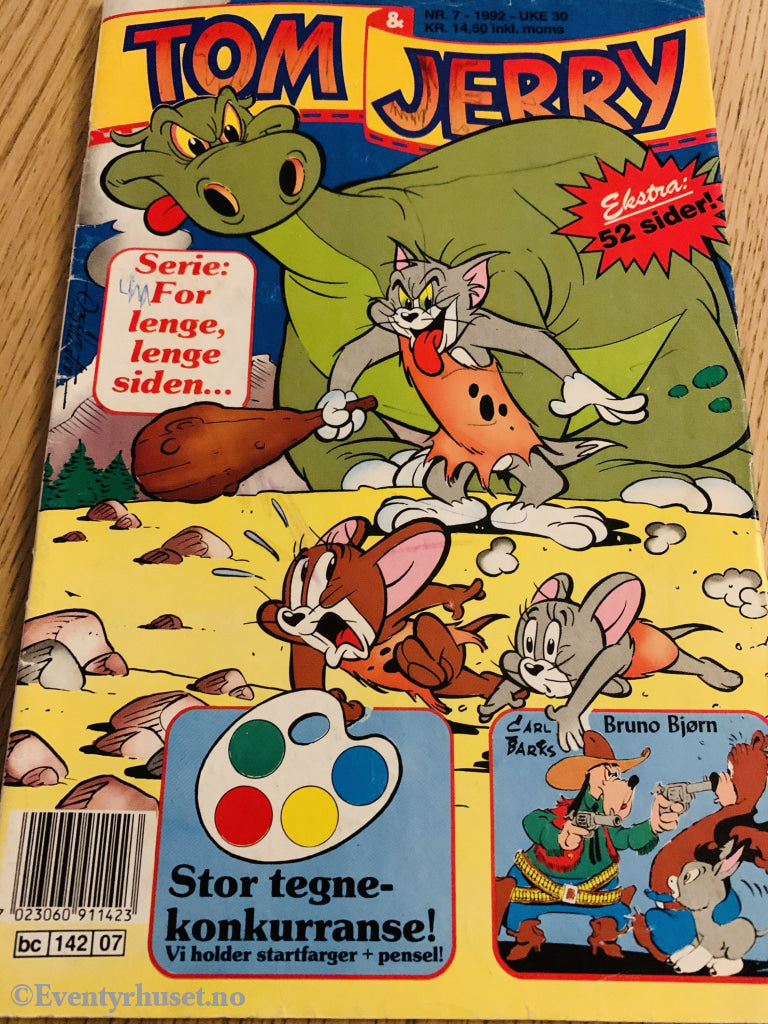 TOM & JERRY
NR. 7 - 1992 - UKE 30
KR. 14,50 inkl. moms
Ekstra:
52 sider!
Serie:
For
lenge,
lenge
siden...
CARL
BARKS
Bruno Bjørn
Stor tegne-
konkurranse!
Vi holder startfarger + pensel!
7 023060 911423
bc 142 07
©Eventyrhuset.no